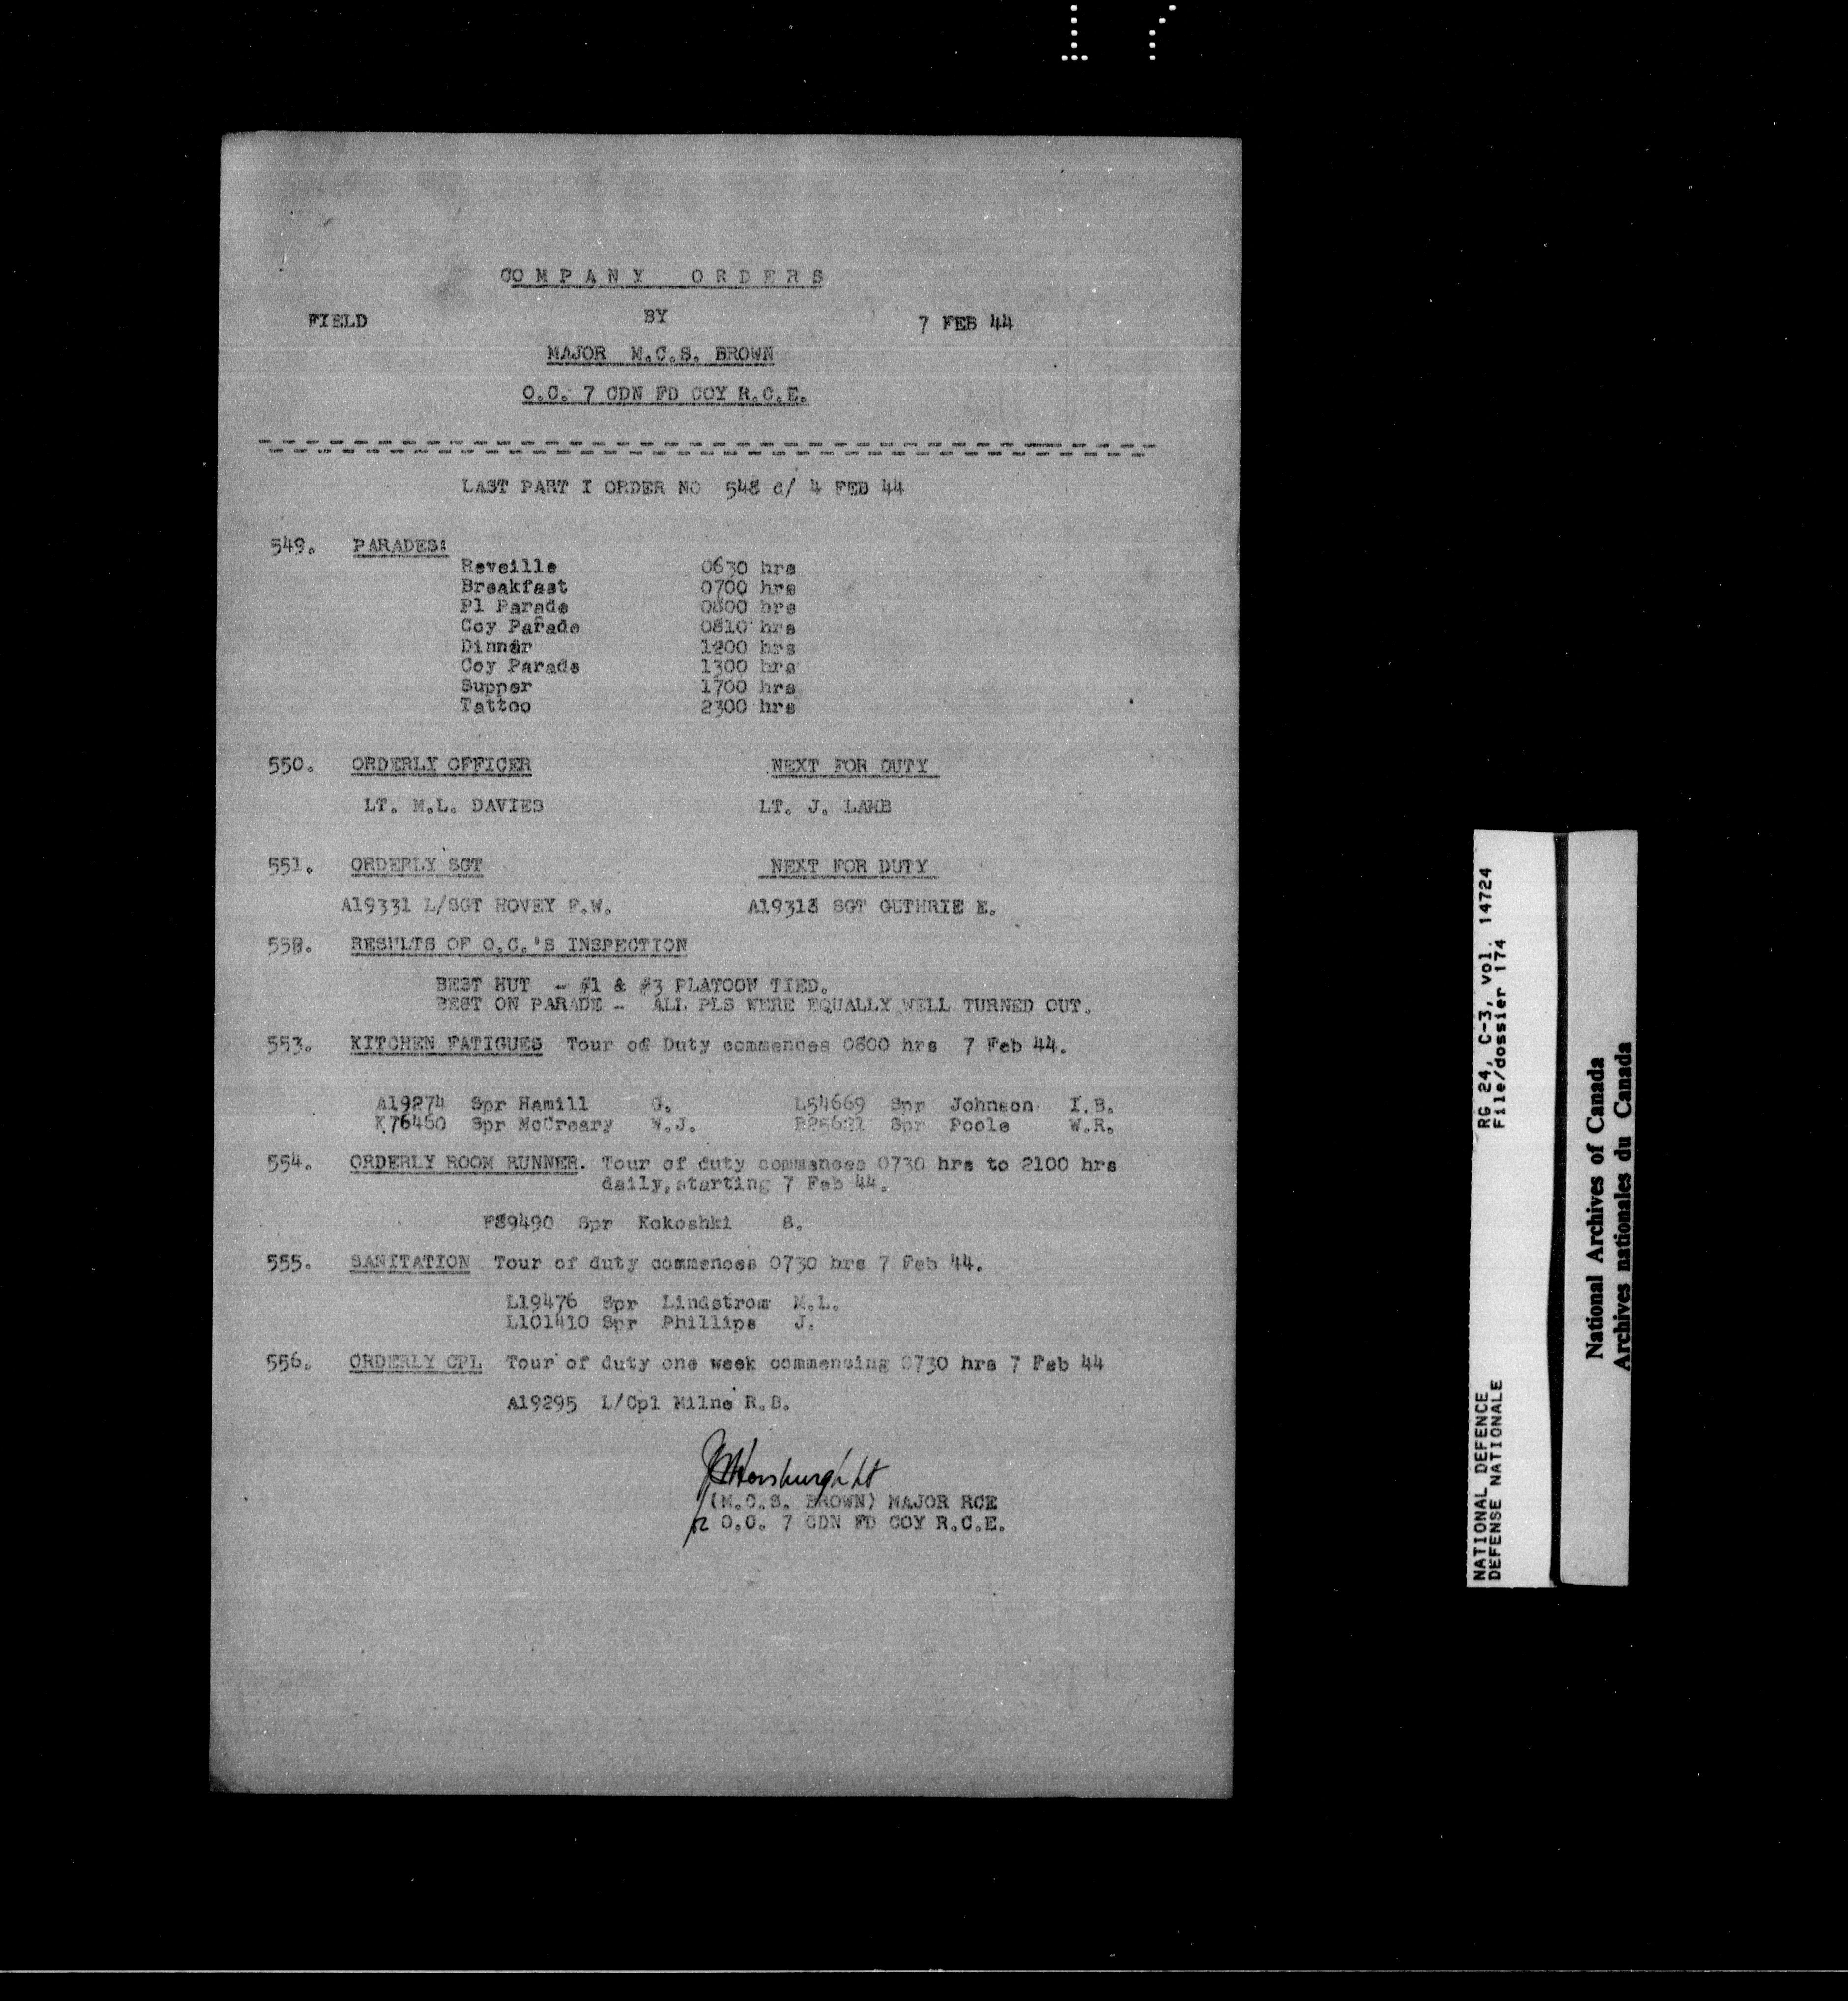 17
COMPANY ORDERS
FIELD BY 7 FEB 44
MAJOR M.C.S. BROWN
O.C. 7 CDN FD COY R.C.E.
LAST PART I ORDER NO 548 d/ 4 FEB 44
549. PARADES:
Reveille 0630 hrs
Breakfast 0700 hrs
Pl Parade 0800 hrs
Coy Parade 0810 hrs
Dinner 1200 hrs
Coy Parade 1300 hrs
Supper 1700 hrs
Tattoo 2300 hrs
550. ORDERLY OFFICER NEXT FOR DUTY
LT. M.L. DAVIES LT. J. LAMB
551. ORDERLY SGT NEXT FOR DUTY
A19331 L/SGT HOVEY F.W. A19313 SGT GUTHRIE E.
552. RESULTS OF O.C.'S INSPECTION
BEST HUT - #1 & #3 PLATOON TIED.
BEST ON PARADE - ALL PLS WERE EQUALLY WELL TURNED OUT.
553. KITCHEN FATIGUES Tour of Duty commences 0800 hrs 7 Feb 44.
A19274 Spr Hamill G. L54669 Spr Johnson I.B.
K76460 Spr McCreary W.J. Spr Poole W.R.
554. ORDERLY ROOM RUNNER. Tour of duty commences 0730 hrs to 2100 hrs
daily, starting 7 Feb 44.
F89490 Spr Kokoshki S.
555. SANITATION Tour of duty commences 0730 hrs 7 Feb 44.
L19476 Spr Lindstrom M.L.
L101410 Spr Phillips J.
556. ORDERLY CPL Tour of duty one week commencing 0730 hrs 7 Feb 44
A19295 L/Cpl Milne R.B.
Horsburgh Lt
(M.C.S. BROWN) MAJOR RCE
O.C. 7 CDN FD COY R.C.E.
NATIONAL DEFENCE RG 24, C-3, vol. 14724
DEFENSE NATIONALE File/dossier 174
National Archives of Canada
Archives nationales du Canada